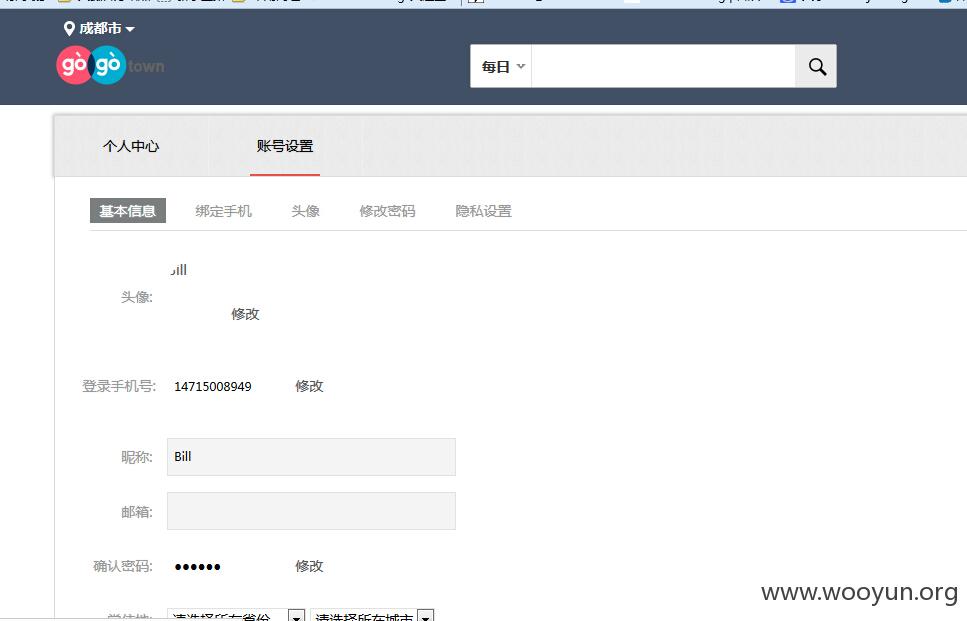 成都市
gò gò town
每日
个人中心 账号设置
基本信息 绑定手机 头像 修改密码 隐私设置
头像:
修改
登录手机号: 14715008949 修改
昵称: Bill
邮箱:
确认密码: ●●●●●● 修改
请选择所在省份 请选择所在城市
www.wooyun.org